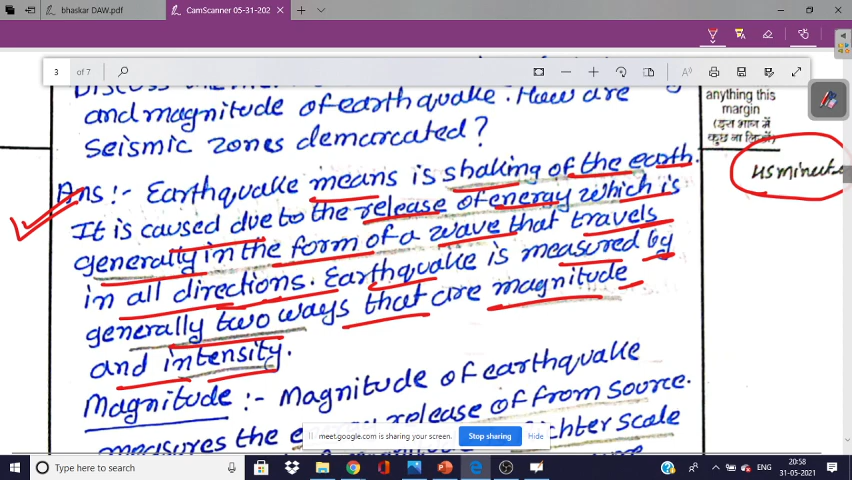 bhaskar DAW.pdf
CamScanner 05-31-202
3 of 7
and magnitude of earthquake. How are
seismic zones demarcated?
anything this
margin
(इस भाग में
कुछ ना लिखें)
Ans :- Earthquake means is shaking of the earth.
It is caused due to the release of energy which is
generally in the form of a wave that travels
in all directions. Earthquake is measured by
generally two ways that are magnitude
and intensity.
Magnitude :- Magnitude of earthquake
measures the energy release of from source.
meet.google.com is sharing your screen.
Stop sharing
Hide
Type here to search
ENG
20:58
31-05-2021